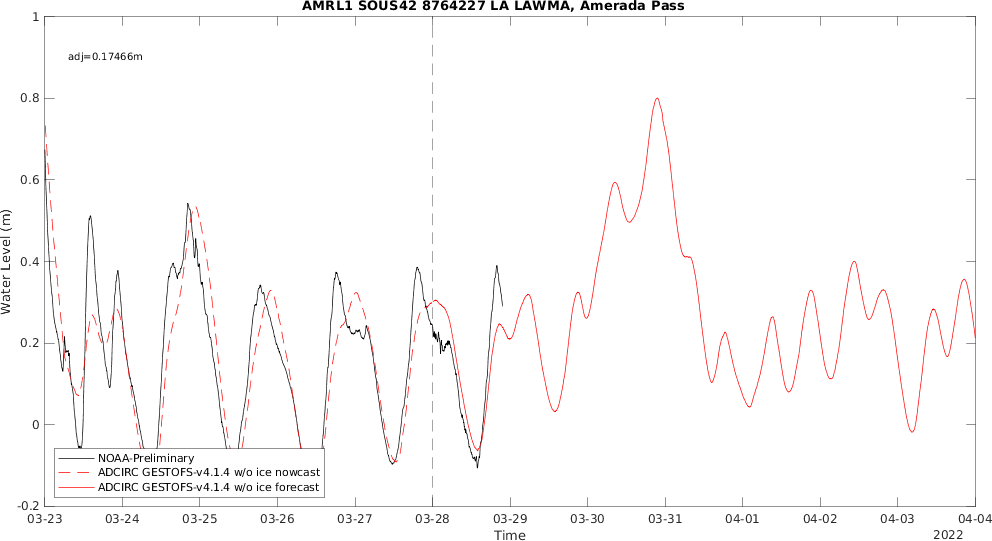 AMRL1 SOUS42 8764227 LA LAWMA, Amerada Pass
adj=0.17466m
Water Level (m)
1
0.8
0.6
0.4
0.2
0
-0.2
NOAA-Preliminary
ADCIRC GESTOFS-v4.1.4 w/o ice nowcast
ADCIRC GESTOFS-v4.1.4 w/o ice forecast
03-23 03-24 03-25 03-26 03-27 03-28 03-29 03-30 03-31 04-01 04-02 04-03 04-04
Time
2022